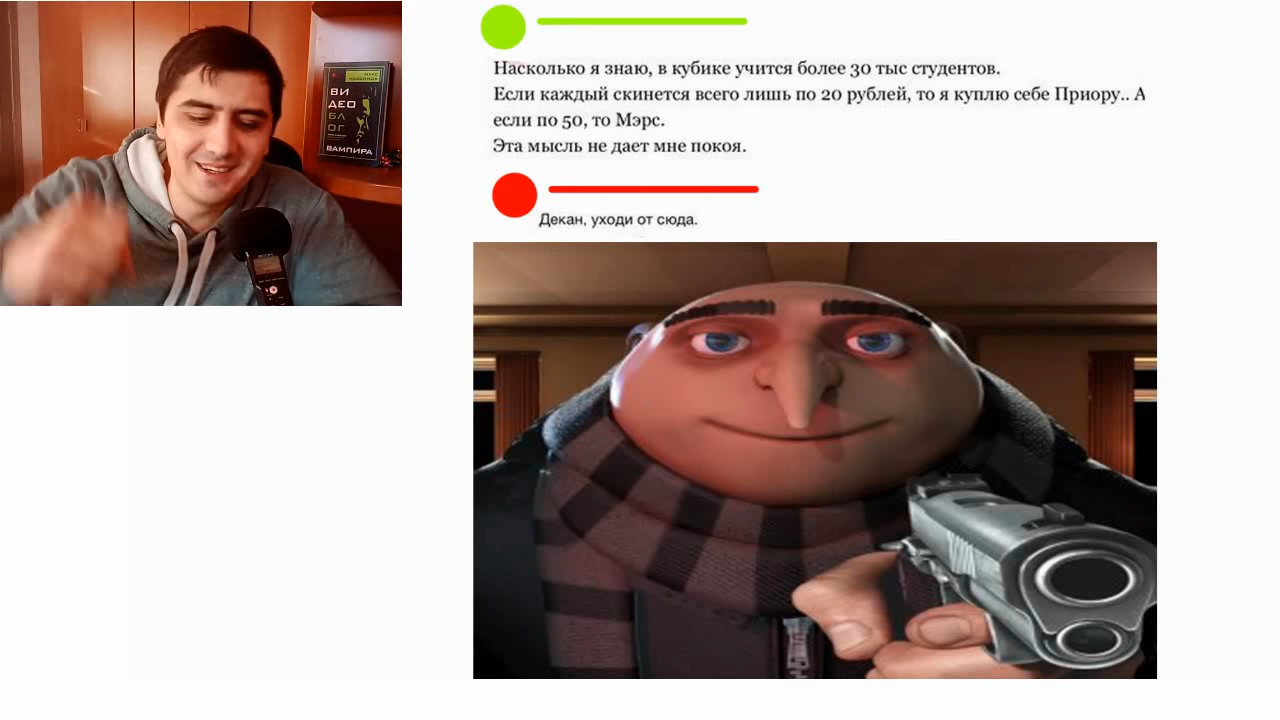 МАКС
МАКСИМОВ
ВИ
ДЕО
БЛ
ОГ
ВАМПИРА
Насколько я знаю, в кубике учится более 30 тыс студентов.
Если каждый скинется всего лишь по 20 рублей, то я куплю себе Приору.. А
если по 50, то Мэрс.
Эта мысль не дает мне покоя.
Декан, уходи от сюда.